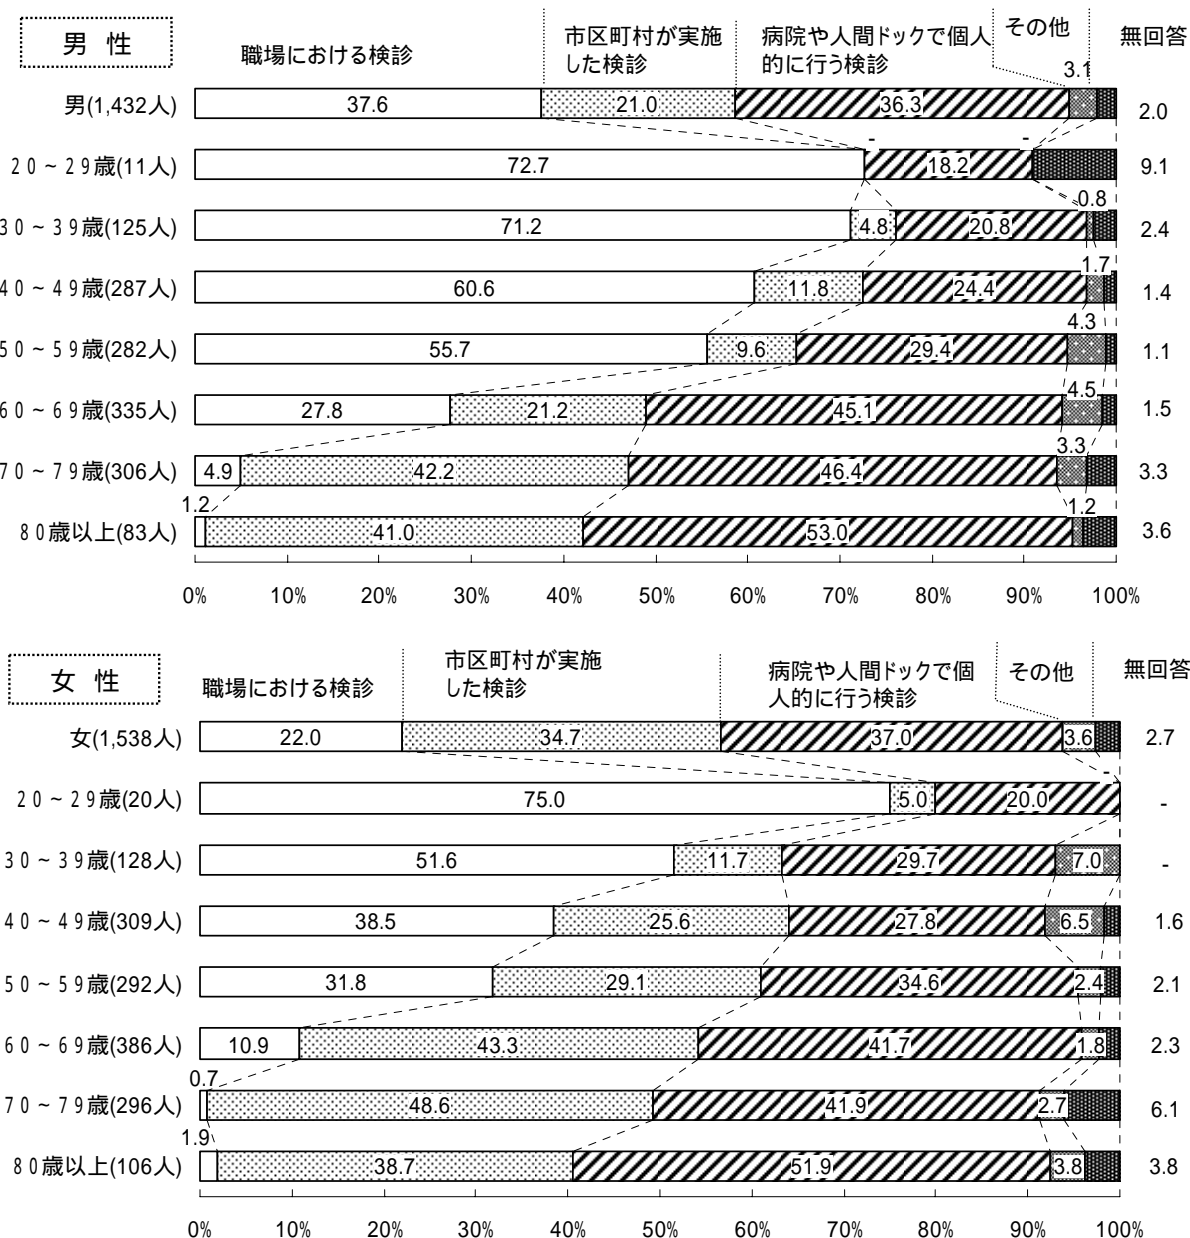 男 性
職場における検診
市区町村が実施
した検診
病院や人間ドックで個人
的に行う検診
その他
無回答
男(1,432人) 37.6 21.0 36.3 3.1 2.0
20～29歳(11人) 72.7 - 18.2 - 9.1
30～39歳(125人) 71.2 4.8 20.8 0.8 2.4
40～49歳(287人) 60.6 11.8 24.4 1.7 1.4
50～59歳(282人) 55.7 9.6 29.4 4.3 1.1
60～69歳(335人) 27.8 21.2 45.1 4.5 1.5
70～79歳(306人) 4.9 42.2 46.4 3.3 3.3
80歳以上(83人) 1.2 41.0 53.0 1.2 3.6
0% 10% 20% 30% 40% 50% 60% 70% 80% 90% 100%
女 性
職場における検診
市区町村が実施
した検診
病院や人間ドックで個
人的に行う検診
その他
無回答
女(1,538人) 22.0 34.7 37.0 3.6 2.7
20～29歳(20人) 75.0 5.0 20.0 - -
30～39歳(128人) 51.6 11.7 29.7 7.0 -
40～49歳(309人) 38.5 25.6 27.8 6.5 1.6
50～59歳(292人) 31.8 29.1 34.6 2.4 2.1
60～69歳(386人) 10.9 43.3 41.7 1.8 2.3
70～79歳(296人) 0.7 48.6 41.9 2.7 6.1
80歳以上(106人) 1.9 38.7 51.9 3.8 3.8
0% 10% 20% 30% 40% 50% 60% 70% 80% 90% 100%